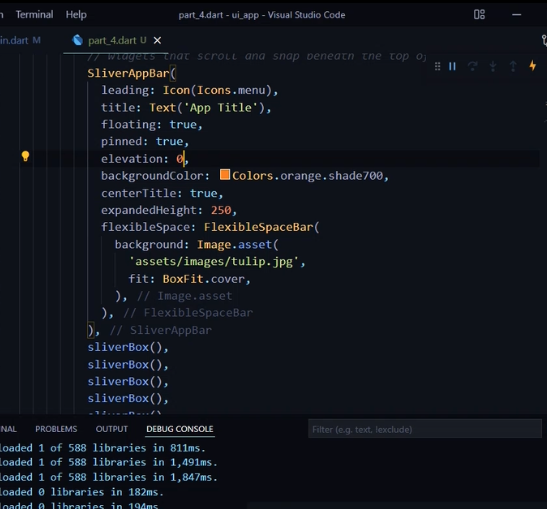 Terminal Help part_4.dart - ui_app - Visual Studio Code
in.dart M part_4.dart U
// widgets that scroll and snap beneath the top of
SliverAppBar(
leading: Icon(Icons.menu),
title: Text('App Title'),
floating: true,
pinned: true,
elevation: 0,
backgroundColor: Colors.orange.shade700,
centerTitle: true,
expandedHeight: 250,
flexibleSpace: FlexibleSpaceBar(
background: Image.asset(
'assets/images/tulip.jpg',
fit: BoxFit.cover,
), // Image.asset
), // FlexibleSpaceBar
), // SliverAppBar
sliverBox(),
sliverBox(),
sliverBox(),
sliverBox(),
sliverBox()
INAL PROBLEMS OUTPUT DEBUG CONSOLE Filter (e.g. text, !exclude)
loaded 1 of 588 libraries in 811ms.
loaded 1 of 588 libraries in 1,491ms.
loaded 1 of 588 libraries in 1,847ms.
loaded 0 libraries in 182ms.
loaded 0 libraries in 194ms.